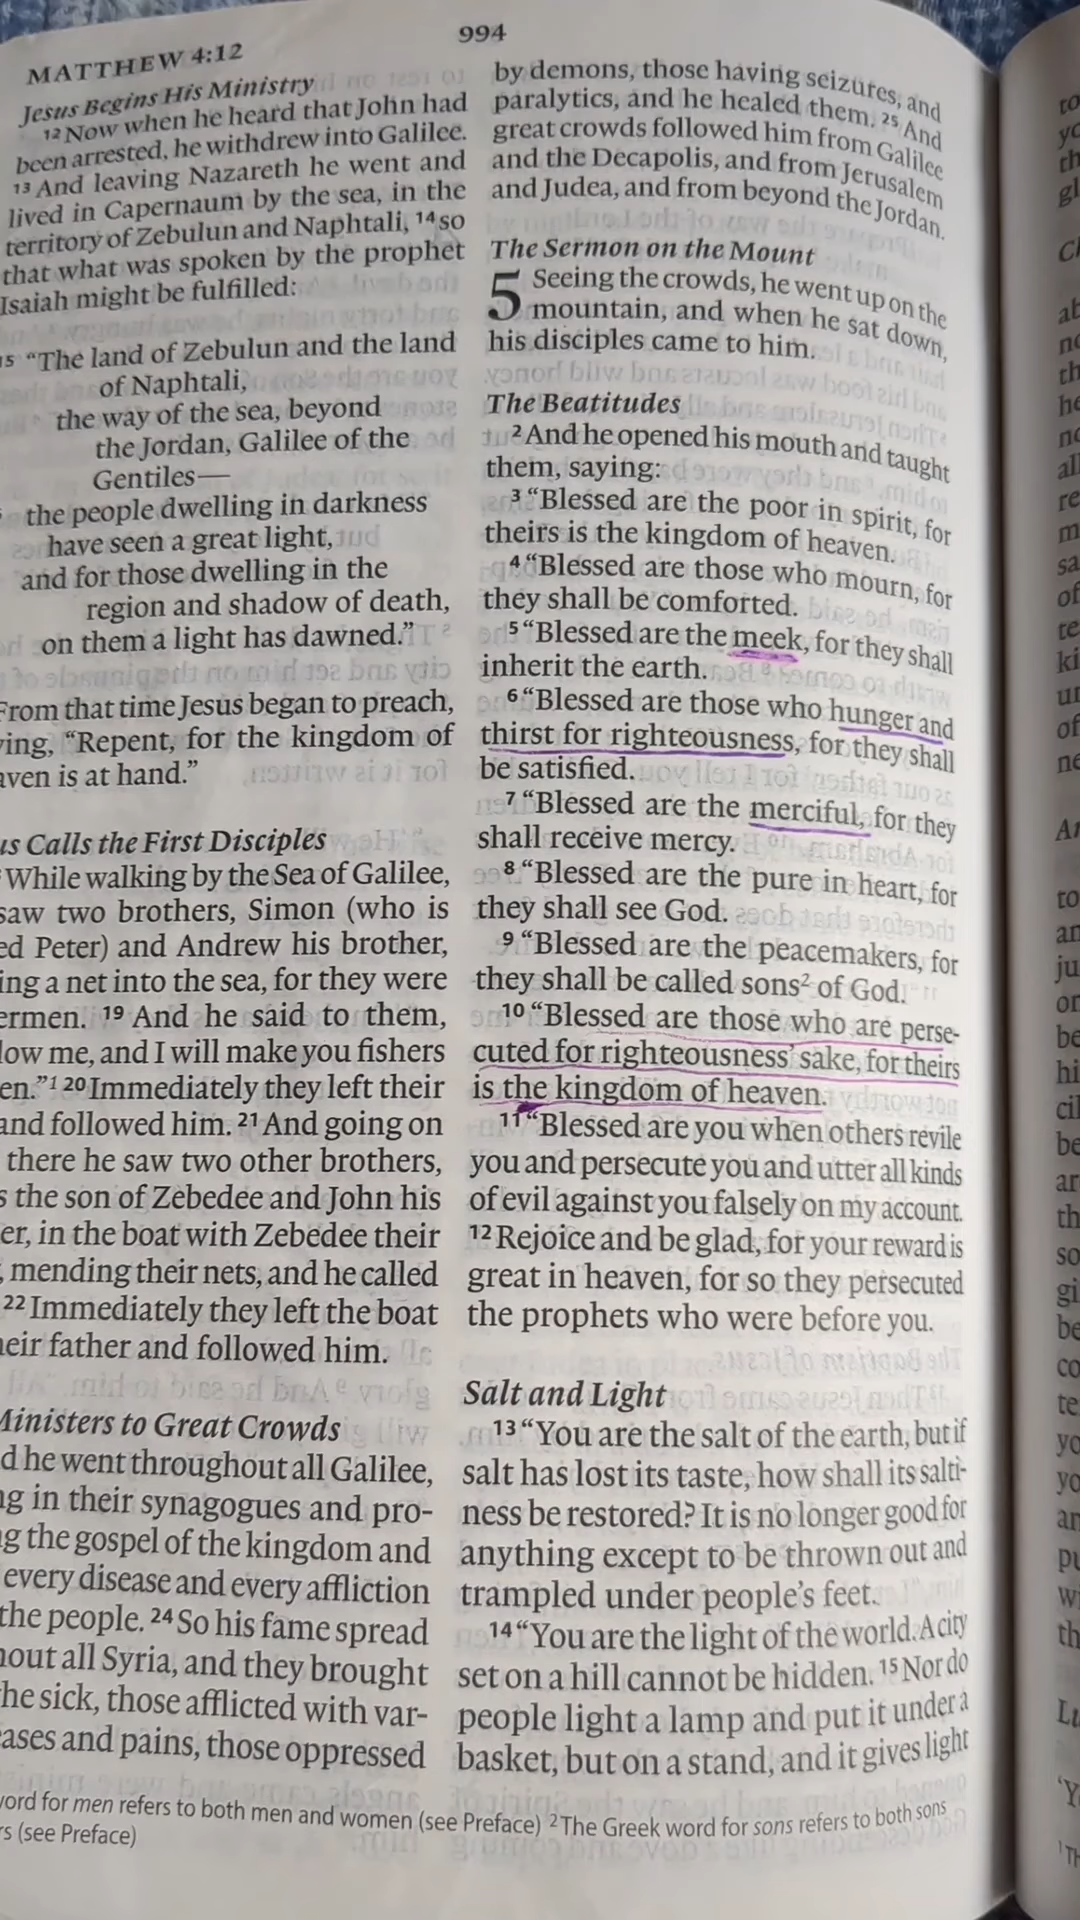 MATTHEW 4:12
994
Jesus Begins His Ministry
12 Now when he heard that John had
been arrested, he withdrew into Galilee.
13 And leaving Nazareth he went and
lived in Capernaum by the sea, in the
territory of Zebulun and Naphtali, 14 so
that what was spoken by the prophet
Isaiah might be fulfilled:
15 “The land of Zebulun and the land
of Naphtali,
the way of the sea, beyond
the Jordan, Galilee of the
Gentiles—
the people dwelling in darkness
have seen a great light,
and for those dwelling in the
region and shadow of death,
on them a light has dawned.”
From that time Jesus began to preach,
ying, “Repent, for the kingdom of
aven is at hand.”
us Calls the First Disciples
While walking by the Sea of Galilee,
saw two brothers, Simon (who is
ed Peter) and Andrew his brother,
ing a net into the sea, for they were
ermen. 19 And he said to them,
low me, and I will make you fishers
en.”1 20 Immediately they left their
and followed him. 21 And going on
there he saw two other brothers,
s the son of Zebedee and John his
er, in the boat with Zebedee their
, mending their nets, and he called
22 Immediately they left the boat
heir father and followed him.
Ministers to Great Crowds
d he went throughout all Galilee,
ng in their synagogues and pro-
g the gospel of the kingdom and
every disease and every affliction
the people. 24 So his fame spread
hout all Syria, and they brought
he sick, those afflicted with var-
eases and pains, those oppressed
by demons, those having seizures, and
paralytics, and he healed them. 25 And
great crowds followed him from Galilee
and the Decapolis, and from Jerusalem
and Judea, and from beyond the Jordan.
The Sermon on the Mount
5 Seeing the crowds, he went up on the
mountain, and when he sat down,
his disciples came to him.
The Beatitudes
2 And he opened his mouth and taught
them, saying:
3 “Blessed are the poor in spirit, for
theirs is the kingdom of heaven.
4 “Blessed are those who mourn, for
they shall be comforted.
5 “Blessed are the meek, for they shall
inherit the earth.
6 “Blessed are those who hunger and
thirst for righteousness, for they shall
be satisfied.
7 “Blessed are the merciful, for they
shall receive mercy.
8 “Blessed are the pure in heart, for
they shall see God.
9 “Blessed are the peacemakers, for
they shall be called sons2 of God.
10 “Blessed are those who are perse-
cuted for righteousness’ sake, for theirs
is the kingdom of heaven.
11 “Blessed are you when others revile
you and persecute you and utter all kinds
of evil against you falsely on my account.
12 Rejoice and be glad, for your reward is
great in heaven, for so they persecuted
the prophets who were before you.
Salt and Light
13 “You are the salt of the earth, but if
salt has lost its taste, how shall its salti-
ness be restored? It is no longer good for
anything except to be thrown out and
trampled under people’s feet.
14 “You are the light of the world. A city
set on a hill cannot be hidden. 15 Nor do
people light a lamp and put it under a
basket, but on a stand, and it gives light
word for men refers to both men and women (see Preface) 2 The Greek word for sons refers to both sons
rs (see Preface)